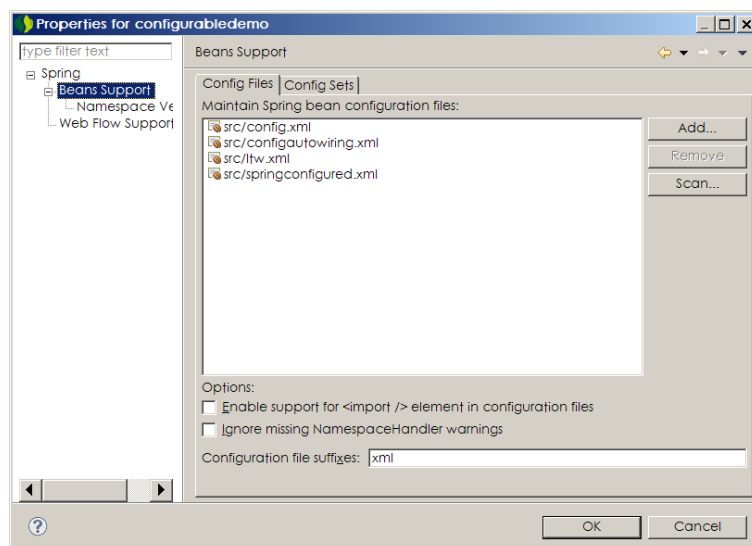 Properties for configurabledemo
type filter text
Spring
Beans Support
Namespace Ve
Web Flow Support
Beans Support
Config Files
Config Sets
Maintain Spring bean configuration files:
src/config.xml
src/configautowiring.xml
src/ltw.xml
src/springconfigured.xml
Add...
Remove
Scan...
Options:
Enable support for <import /> element in configuration files
Ignore missing NamespaceHandler warnings
Configuration file suffixes: xml
?
OK
Cancel